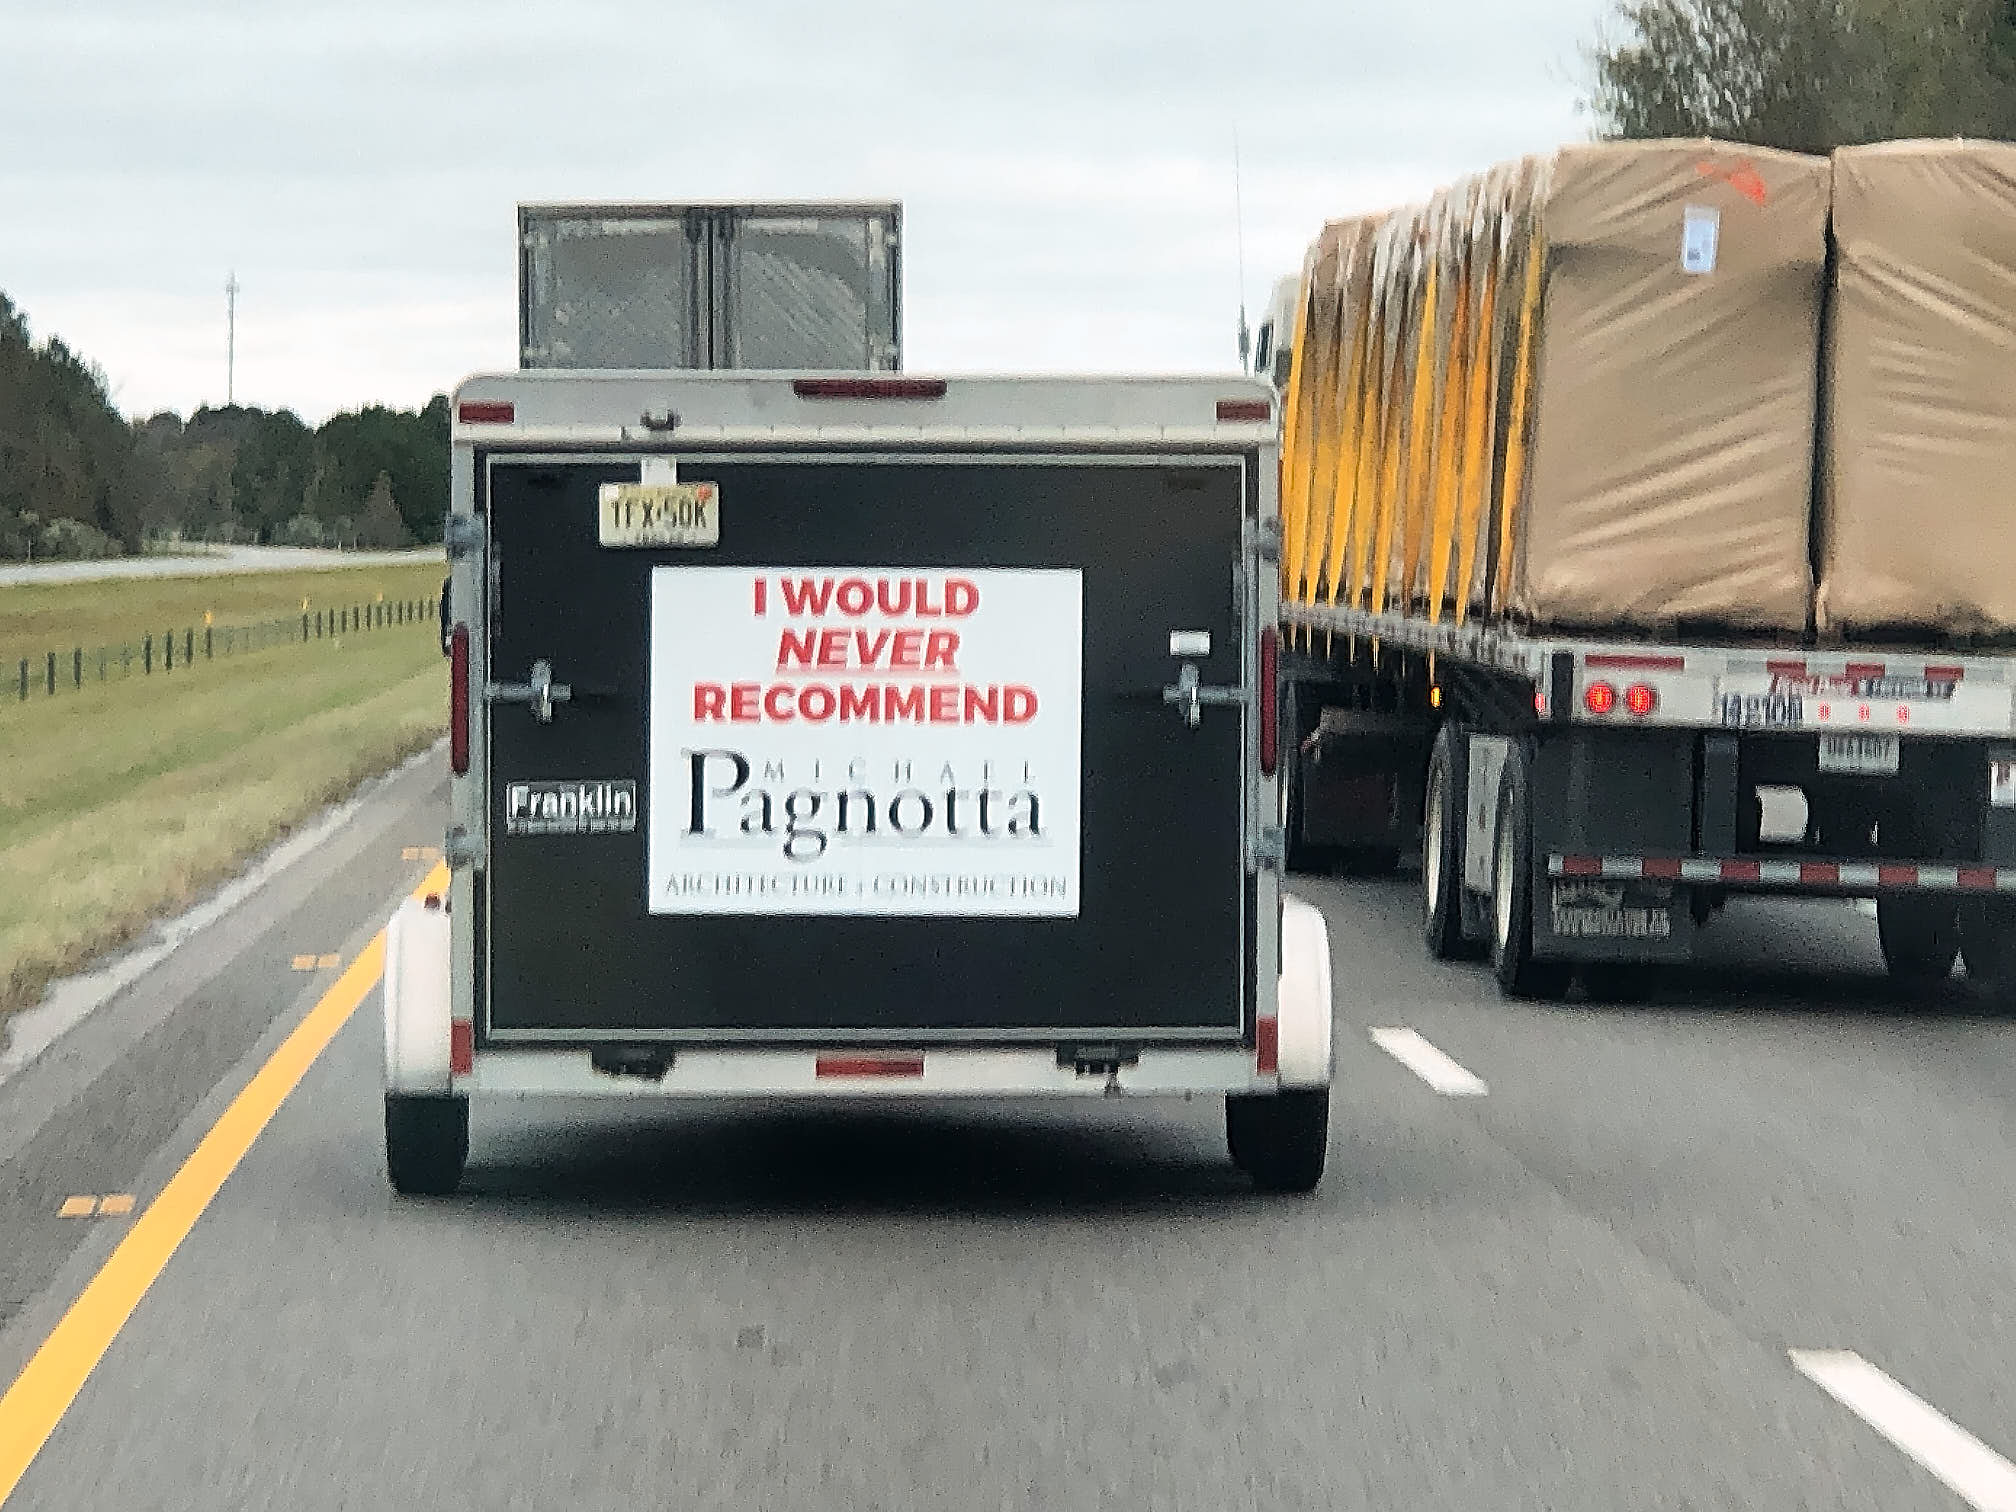 I WOULD
NEVER
RECOMMEND
MICHAEL
Pagnotta
ARCHITECTURE & CONSTRUCTION
Franklin